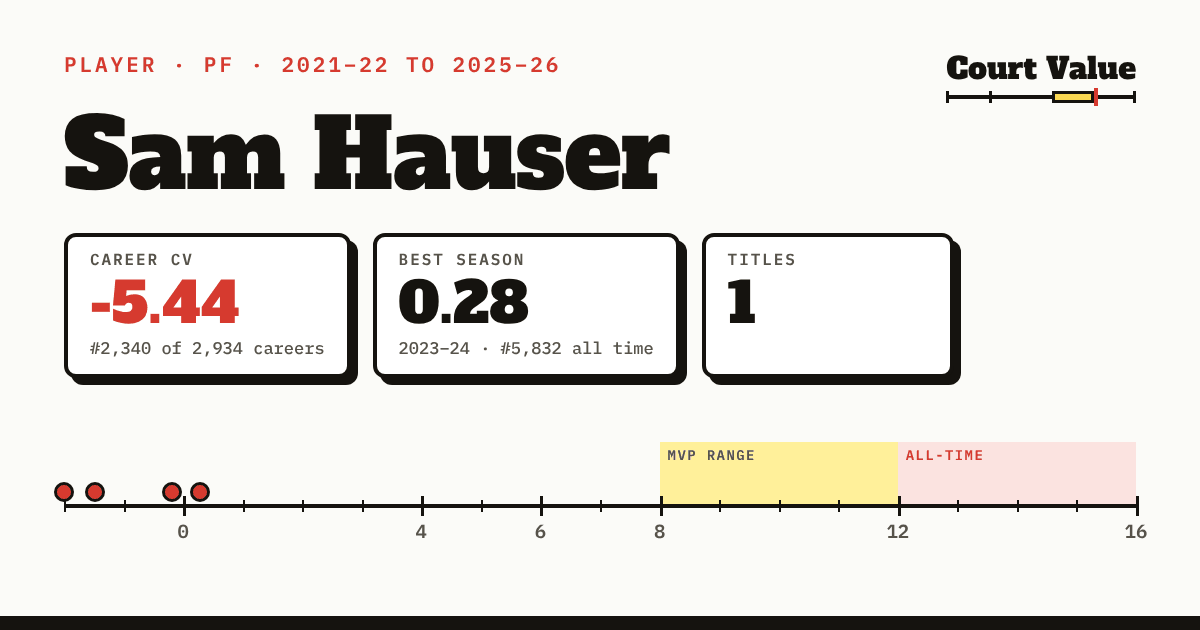 PLAYER · PF · 2021–22 TO 2025–26
Court Value
Sam Hauser
CAREER CV
-5.44
#2,340 of 2,934 careers
BEST SEASON
0.28
2023–24 · #5,832 all time
TITLES
1
MVP RANGE
ALL-TIME
0 4 6 8 12 16